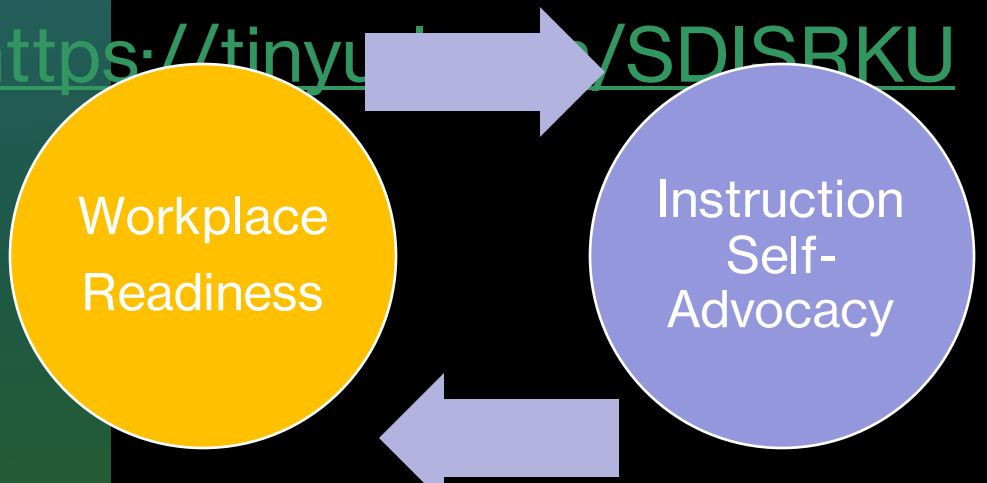 ttps://tinyu /SDISRKU
Workplace
Readiness
Instruction
Self-
Advocacy